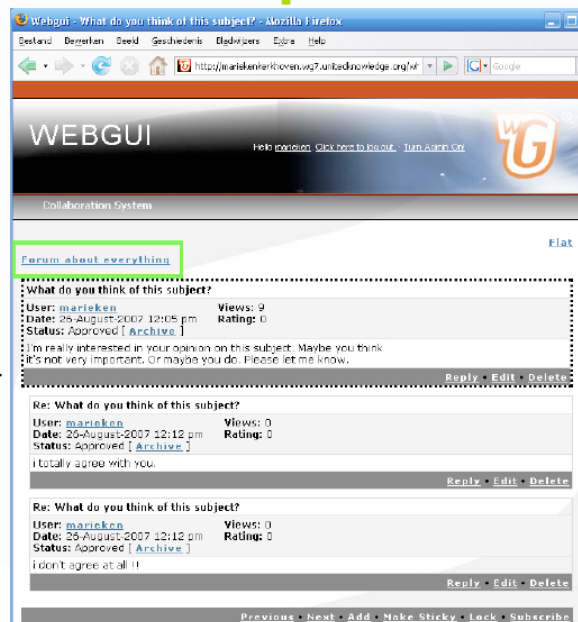 Webgui - What do you think of this subject? - Mozilla Firefox
Bestand Bewerken Beeld Geschiedenis Bladwijzers Extra Help
http://mariekenkerkhoven.wg7.unitedknowledge.org/wh Google
WEBGUI
Hello marieken. Click here to log out. · Turn Admin On!
WG
Collaboration System
Flat
Forum about everything
What do you think of this subject?
User: marieken Views: 9
Date: 26-August-2007 12:05 pm Rating: 0
Status: Approved [ Archive ]
I'm really interested in your opinion on this subject. Maybe you think
it's not very important. Or maybe you do. Please let me know.
Reply • Edit • Delete
Re: What do you think of this subject?
User: marieken Views: 0
Date: 26-August-2007 12:12 pm Rating: 0
Status: Approved [ Archive ]
i totally agree with you.
Reply • Edit • Delete
Re: What do you think of this subject?
User: marieken Views: 0
Date: 26-August-2007 12:12 pm Rating: 0
Status: Approved [ Archive ]
i don't agree at all !!
Reply • Edit • Delete
Previous • Next • Add • Make Sticky • Lock • Subscribe